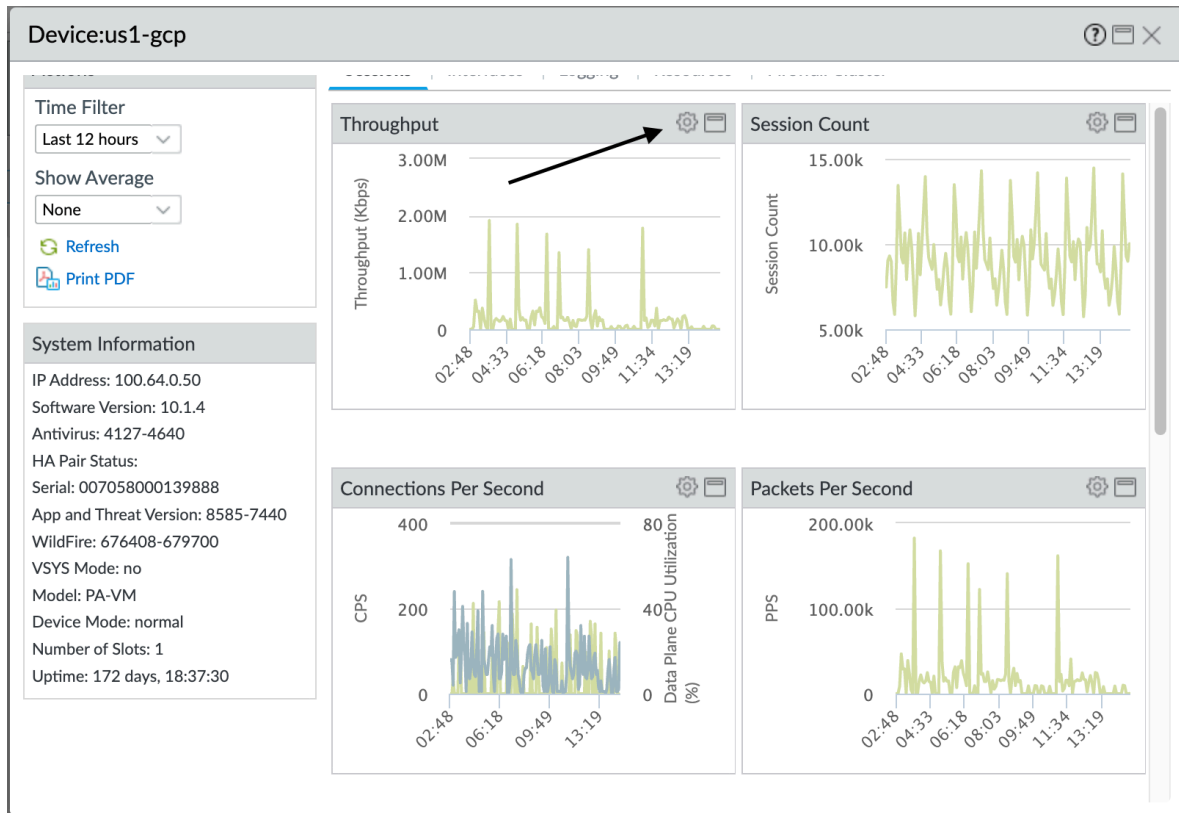 Device:us1-gcp
Time Filter
Last 12 hours
Show Average
None
Refresh
Print PDF
System Information
IP Address: 100.64.0.50
Software Version: 10.1.4
Antivirus: 4127-4640
HA Pair Status:
Serial: 007058000139888
App and Threat Version: 8585-7440
WildFire: 676408-679700
VSYS Mode: no
Model: PA-VM
Device Mode: normal
Number of Slots: 1
Uptime: 172 days, 18:37:30
Throughput
Throughput (Kbps)
3.00M
2.00M
1.00M
0
02:48 04:33 06:18 08:03 09:49 11:34 13:19
Session Count
Session Count
15.00k
10.00k
5.00k
02:48 04:33 06:18 08:03 09:49 11:34 13:19
Connections Per Second
CPS
400
200
0
80
40
0
Data Plane CPU Utilization
(%)
02:48 06:18 09:49 13:19
Packets Per Second
PPS
200.00k
100.00k
0
02:48 04:33 06:18 08:03 09:49 11:34 13:19